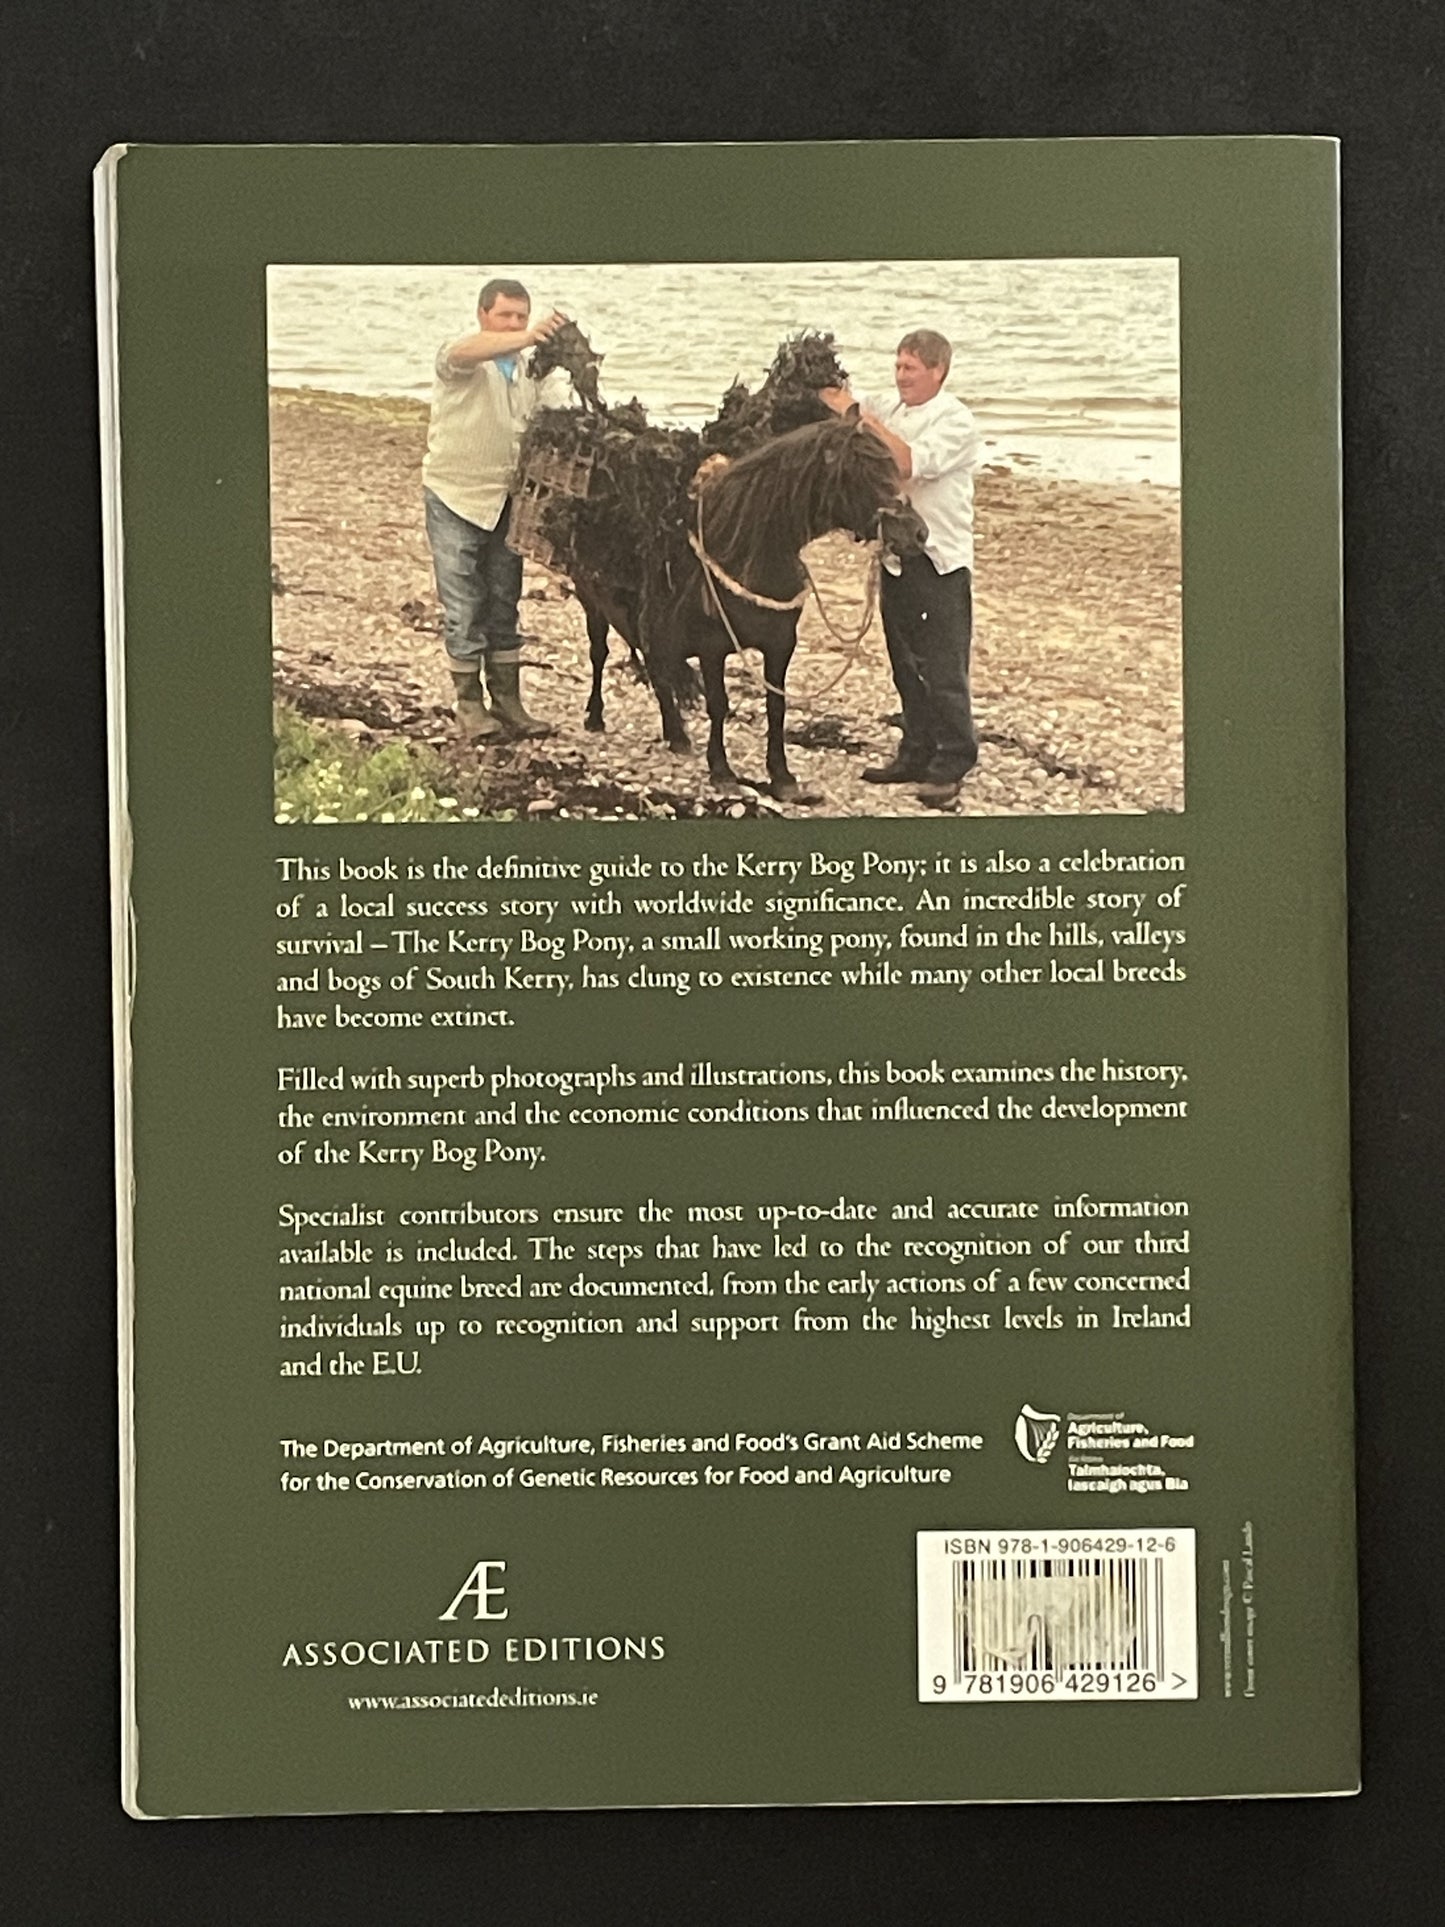 This book is the definitive guide to the Kerry Bog Pony; it is also a celebration
of a local success story with worldwide significance. An incredible story of
survival – The Kerry Bog Pony, a small working pony, found in the hills, valleys
and bogs of South Kerry, has clung to existence while many other local breeds
have become extinct.
Filled with superb photographs and illustrations, this book examines the history,
the environment and the economic conditions that influenced the development
of the Kerry Bog Pony.
Specialist contributors ensure the most up-to-date and accurate information
available is included. The steps that have led to the recognition of our third
national equine breed are documented, from the early actions of a few concerned
individuals up to recognition and support from the highest levels in Ireland
and the E.U.
The Department of Agriculture, Fisheries and Food's Grant Aid Scheme
for the Conservation of Genetic Resources for Food and Agriculture
Department of
Agriculture,
Fisheries and Food
Talmhaíochta,
Iascaigh agus Bia
Æ
ASSOCIATED EDITIONS
www.associatededitions.ie
ISBN 978-1-906429-12-6
9 781906 429126 >
Front cover image © Pascal